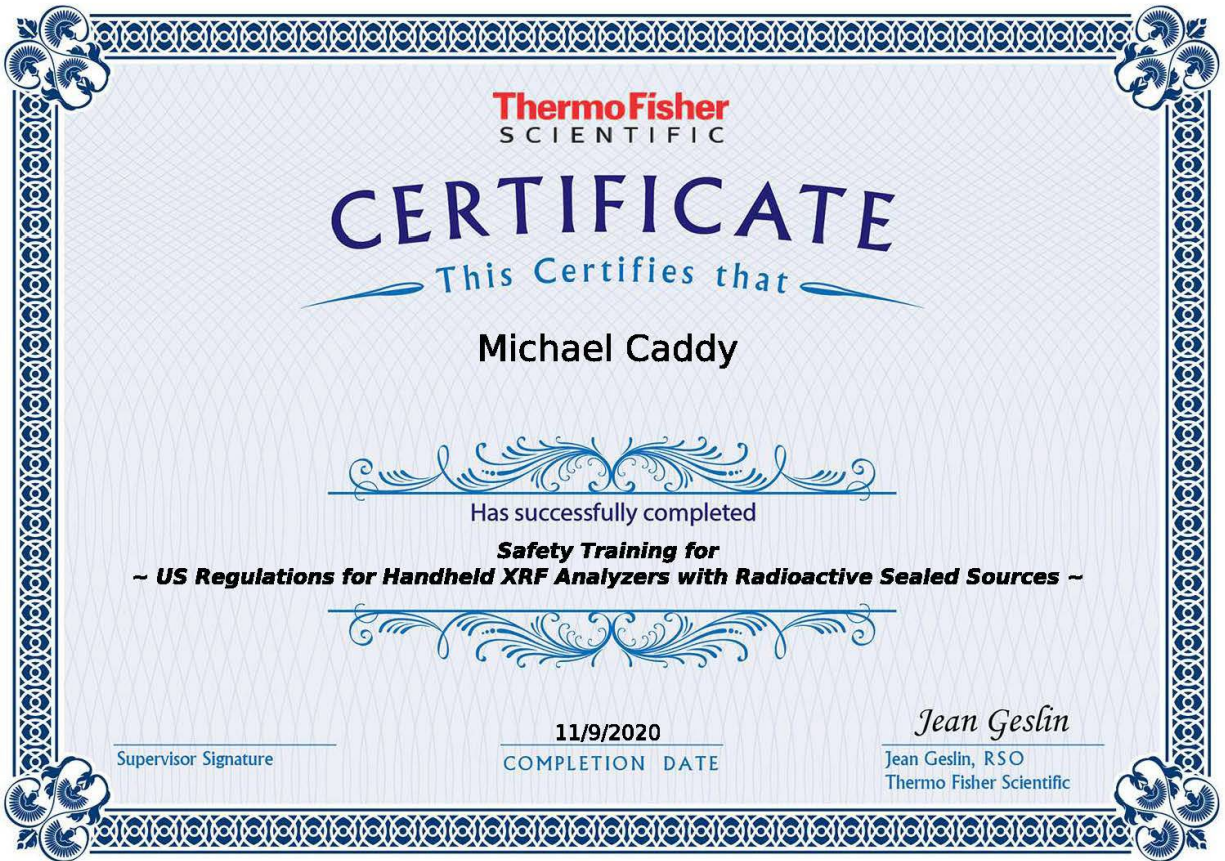 ThermoFisher
SCIENTIFIC
CERTIFICATE
This Certifies that
Michael Caddy
Has successfully completed
Safety Training for
~ US Regulations for Handheld XRF Analyzers with Radioactive Sealed Sources ~
Jean Geslin
11/9/2020
Supervisor Signature
COMPLETION DATE
Jean Geslin, RSO
Thermo Fisher Scientific